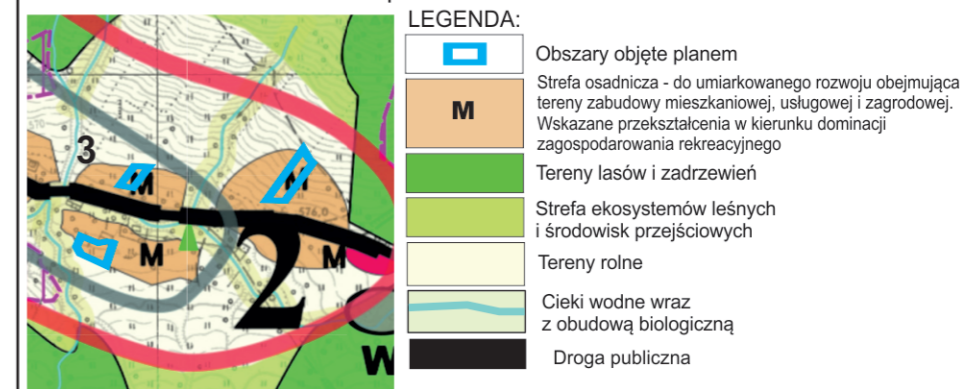 LEGENDA:
Obszary objęte planem
M
Strefa osadnicza - do umiarkowanego rozwoju obejmująca
tereny zabudowy mieszkaniowej, usługowej i zagrodowej.
Wskazane przekształcenia w kierunku dominacji
zagospodarowania rekreacyjnego
Tereny lasów i zadrzewień
Strefa ekosystemów leśnych
i środowisk przejściowych
Tereny rolne
Cieki wodne wraz
z obudową biologiczną
Droga publiczna
3
M
M
576.0
M
2
M
W